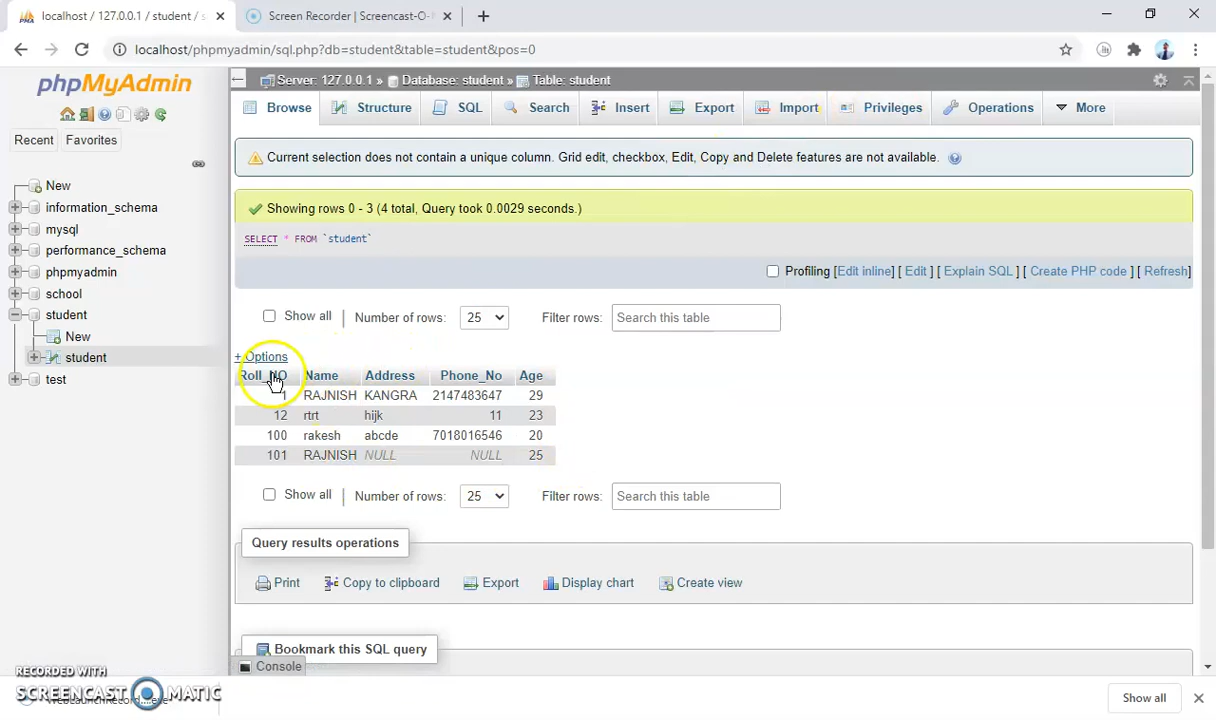 localhost / 127.0.0.1 / student / s
Screen Recorder | Screencast-O-
localhost/phpmyadmin/sql.php?db=student&table=student&pos=0
phpMyAdmin
Recent Favorites
New
information_schema
mysql
performance_schema
phpmyadmin
school
student
New
student
test
Server: 127.0.0.1 » Database: student » Table: student
Browse Structure SQL Search Insert Export Import Privileges Operations More
Current selection does not contain a unique column. Grid edit, checkbox, Edit, Copy and Delete features are not available.
Showing rows 0 - 3 (4 total, Query took 0.0029 seconds.)
SELECT * FROM `student`
Profiling [Edit inline] [ Edit ] [ Explain SQL ] [ Create PHP code ] [ Refresh]
Show all Number of rows: 25 Filter rows: Search this table
+ Options
Roll_NO Name Address Phone_No Age
1 RAJNISH KANGRA 2147483647 29
12 rtrt hijk 11 23
100 rakesh abcde 7018016546 20
101 RAJNISH NULL NULL 25
Show all Number of rows: 25 Filter rows: Search this table
Query results operations
Print Copy to clipboard Export Display chart Create view
Bookmark this SQL query
Console
RECORDED WITH
SCREENCAST MATIC
Show all